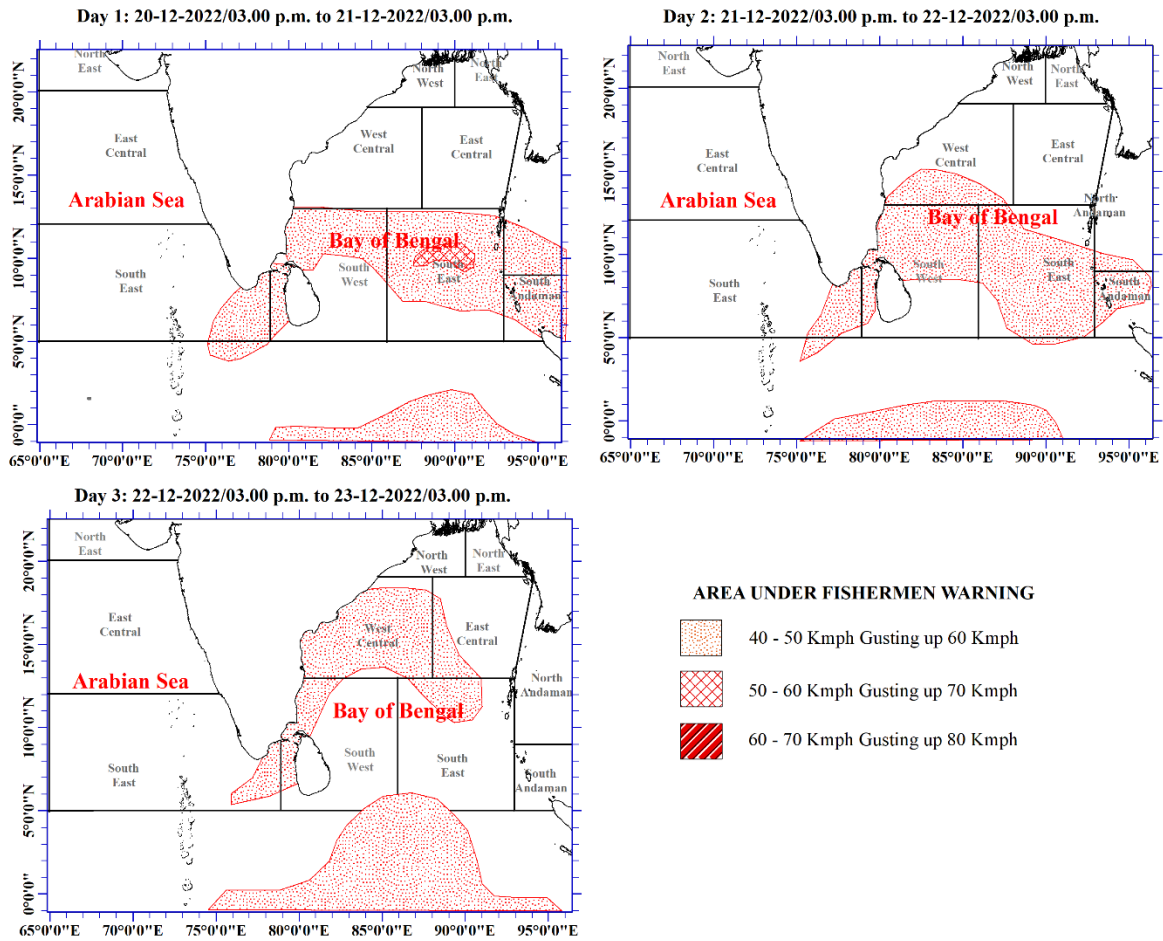 Day 1: 20-12-2022/03.00 p.m. to 21-12-2022/03.00 p.m.
North
East
North
West
North
East
20°0'0"N
East
Central
West
Central
East
Central
15°0'0"N
Arabian Sea
Bay of Bengal
10°0'0"N
South
East
South
West
South
East
South
Andaman
5°0'0"N
0°0'0"
65°0'0"E 70°0'0"E 75°0'0"E 80°0'0"E 85°0'0"E 90°0'0"E 95°0'0"E
Day 2: 21-12-2022/03.00 p.m. to 22-12-2022/03.00 p.m.
North
East
North
West
North
East
20°0'0"N
East
Central
West
Central
East
Central
15°0'0"N
Arabian Sea
North
Andaman
Bay of Bengal
10°0'0"N
South
East
South
West
South
East
South
Andaman
5°0'0"N
0°0'0"
65°0'0"E 70°0'0"E 75°0'0"E 80°0'0"E 85°0'0"E 90°0'0"E 95°0'0"E
Day 3: 22-12-2022/03.00 p.m. to 23-12-2022/03.00 p.m.
North
East
North
West
North
East
20°0'0"N
East
Central
West
Central
East
Central
15°0'0"N
Arabian Sea
North
Andaman
Bay of Bengal
10°0'0"N
South
East
South
West
South
East
South
Andaman
5°0'0"N
0°0'0"
65°0'0"E 70°0'0"E 75°0'0"E 80°0'0"E 85°0'0"E 90°0'0"E 95°0'0"E
AREA UNDER FISHERMEN WARNING
40 - 50 Kmph Gusting up 60 Kmph
50 - 60 Kmph Gusting up 70 Kmph
60 - 70 Kmph Gusting up 80 Kmph